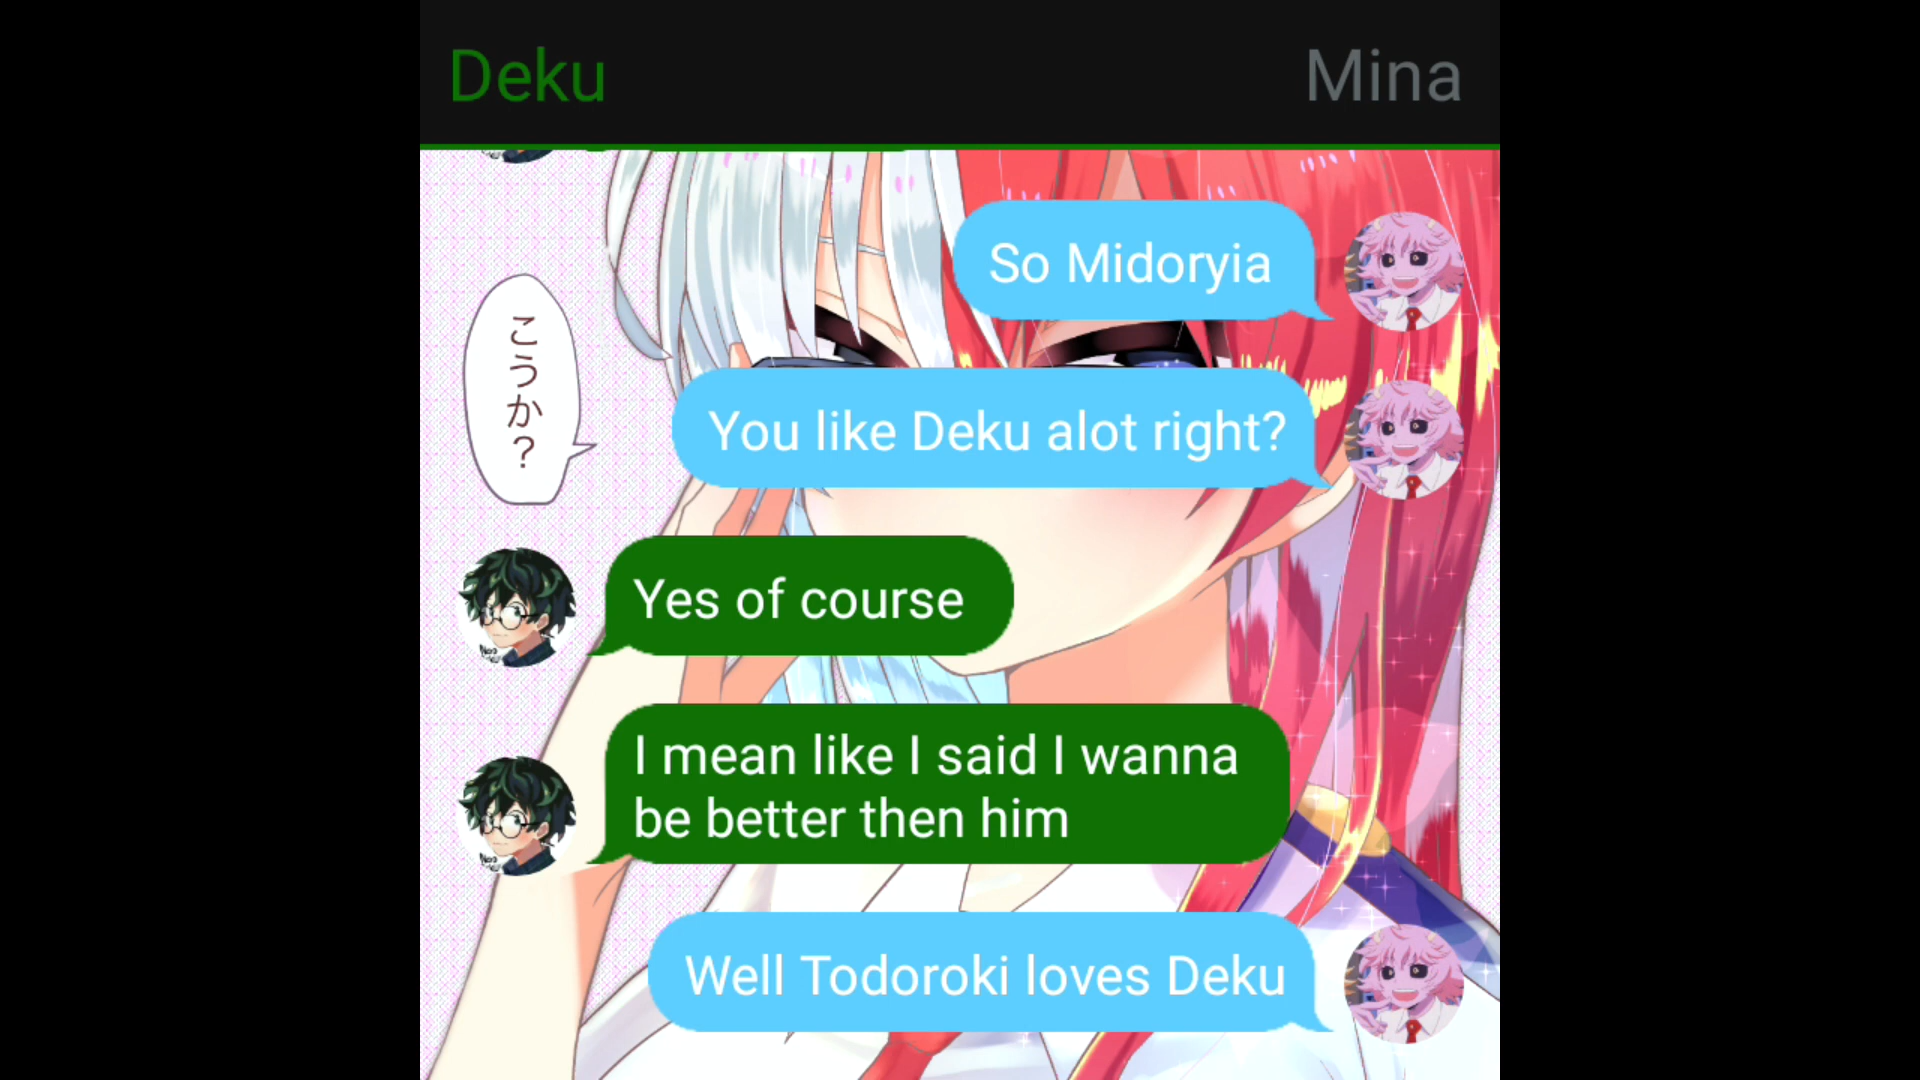 Deku
Mina
So Midoryia
こうか?
You like Deku alot right?
Yes of course
I mean like I said I wanna
be better then him
Well Todoroki loves Deku